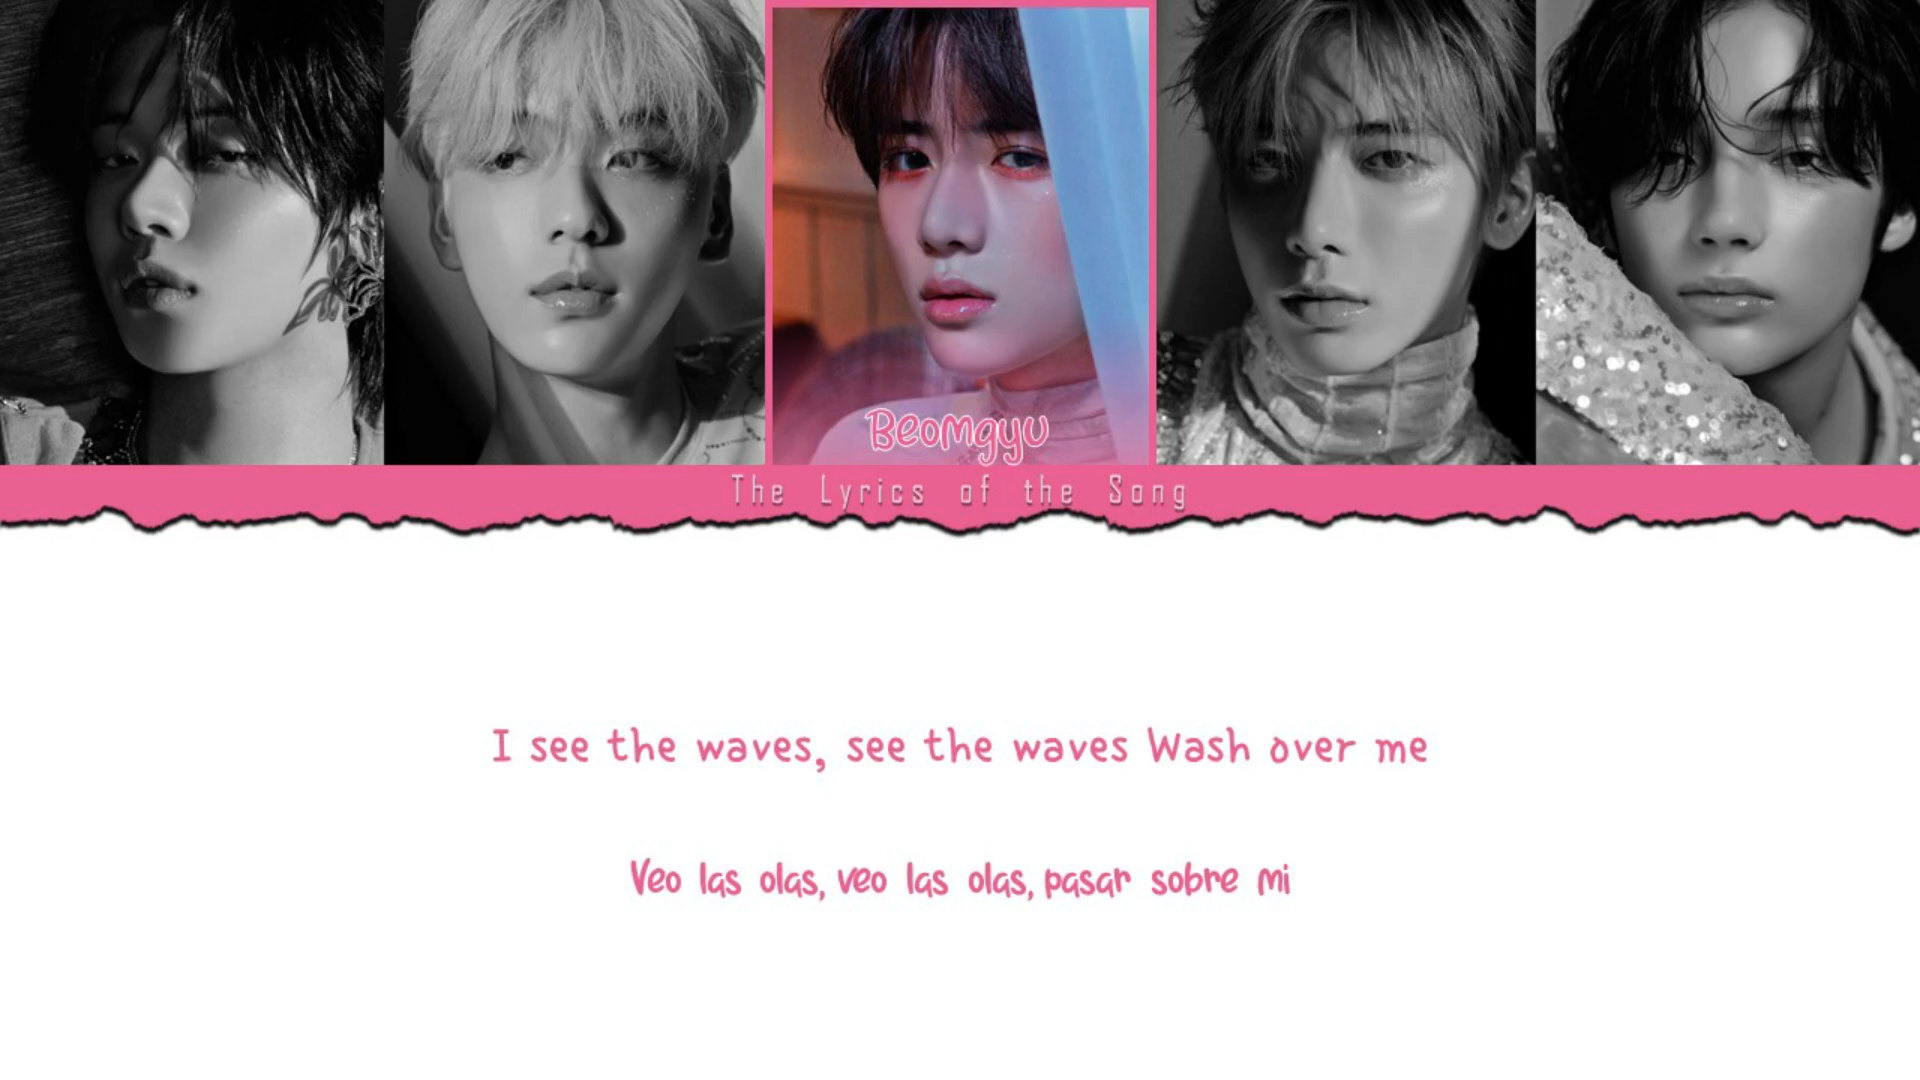 Beomgyu
The Lyrics of the Song
I see the waves, see the waves Wash over me
Veo las olas, veo las olas, pasar sobre mi